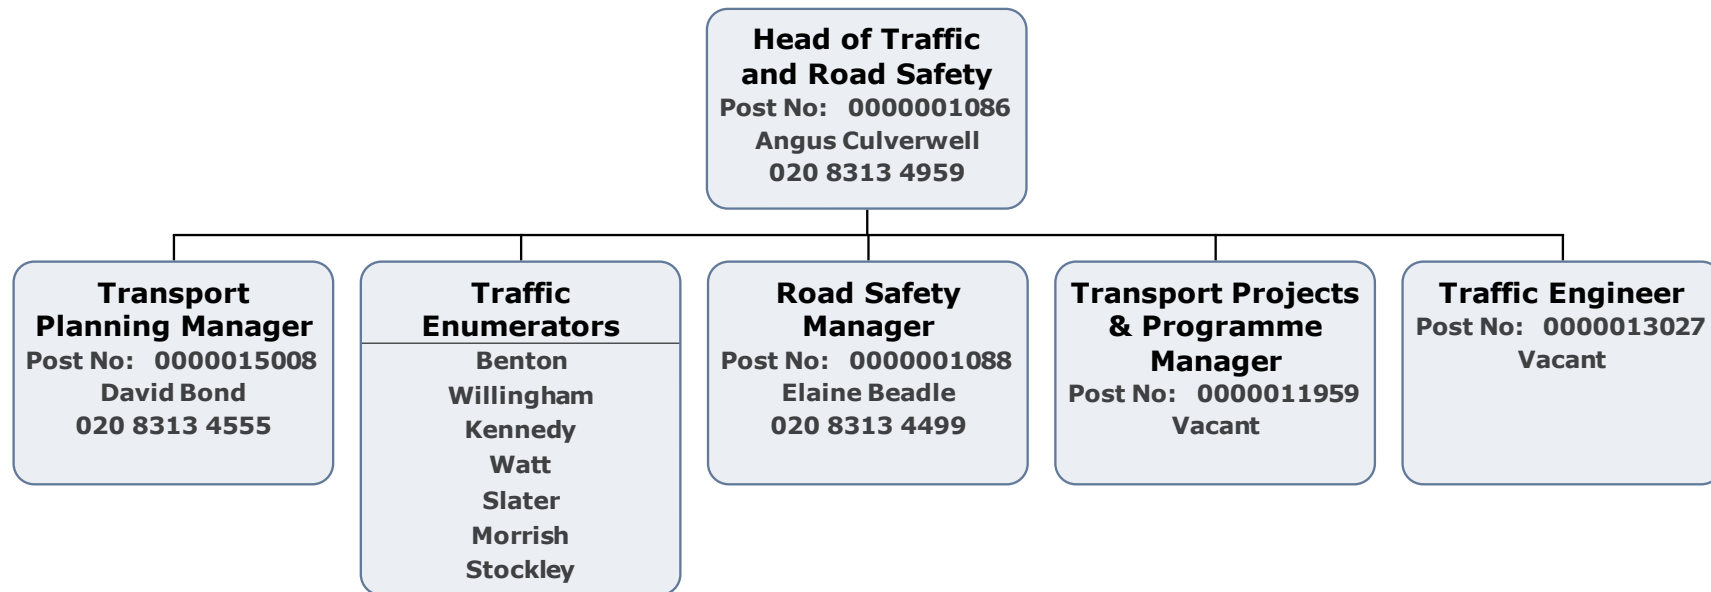 Head of Traffic
and Road Safety
Post No: 0000001086
Angus Culverwell
020 8313 4959
Transport
Planning Manager
Post No: 0000015008
David Bond
020 8313 4555
Traffic
Enumerators
Benton
Willingham
Kennedy
Watt
Slater
Morrish
Stockley
Road Safety
Manager
Post No: 0000001088
Elaine Beadle
020 8313 4499
Transport Projects
& Programme
Manager
Post No: 0000011959
Vacant
Traffic Engineer
Post No: 0000013027
Vacant